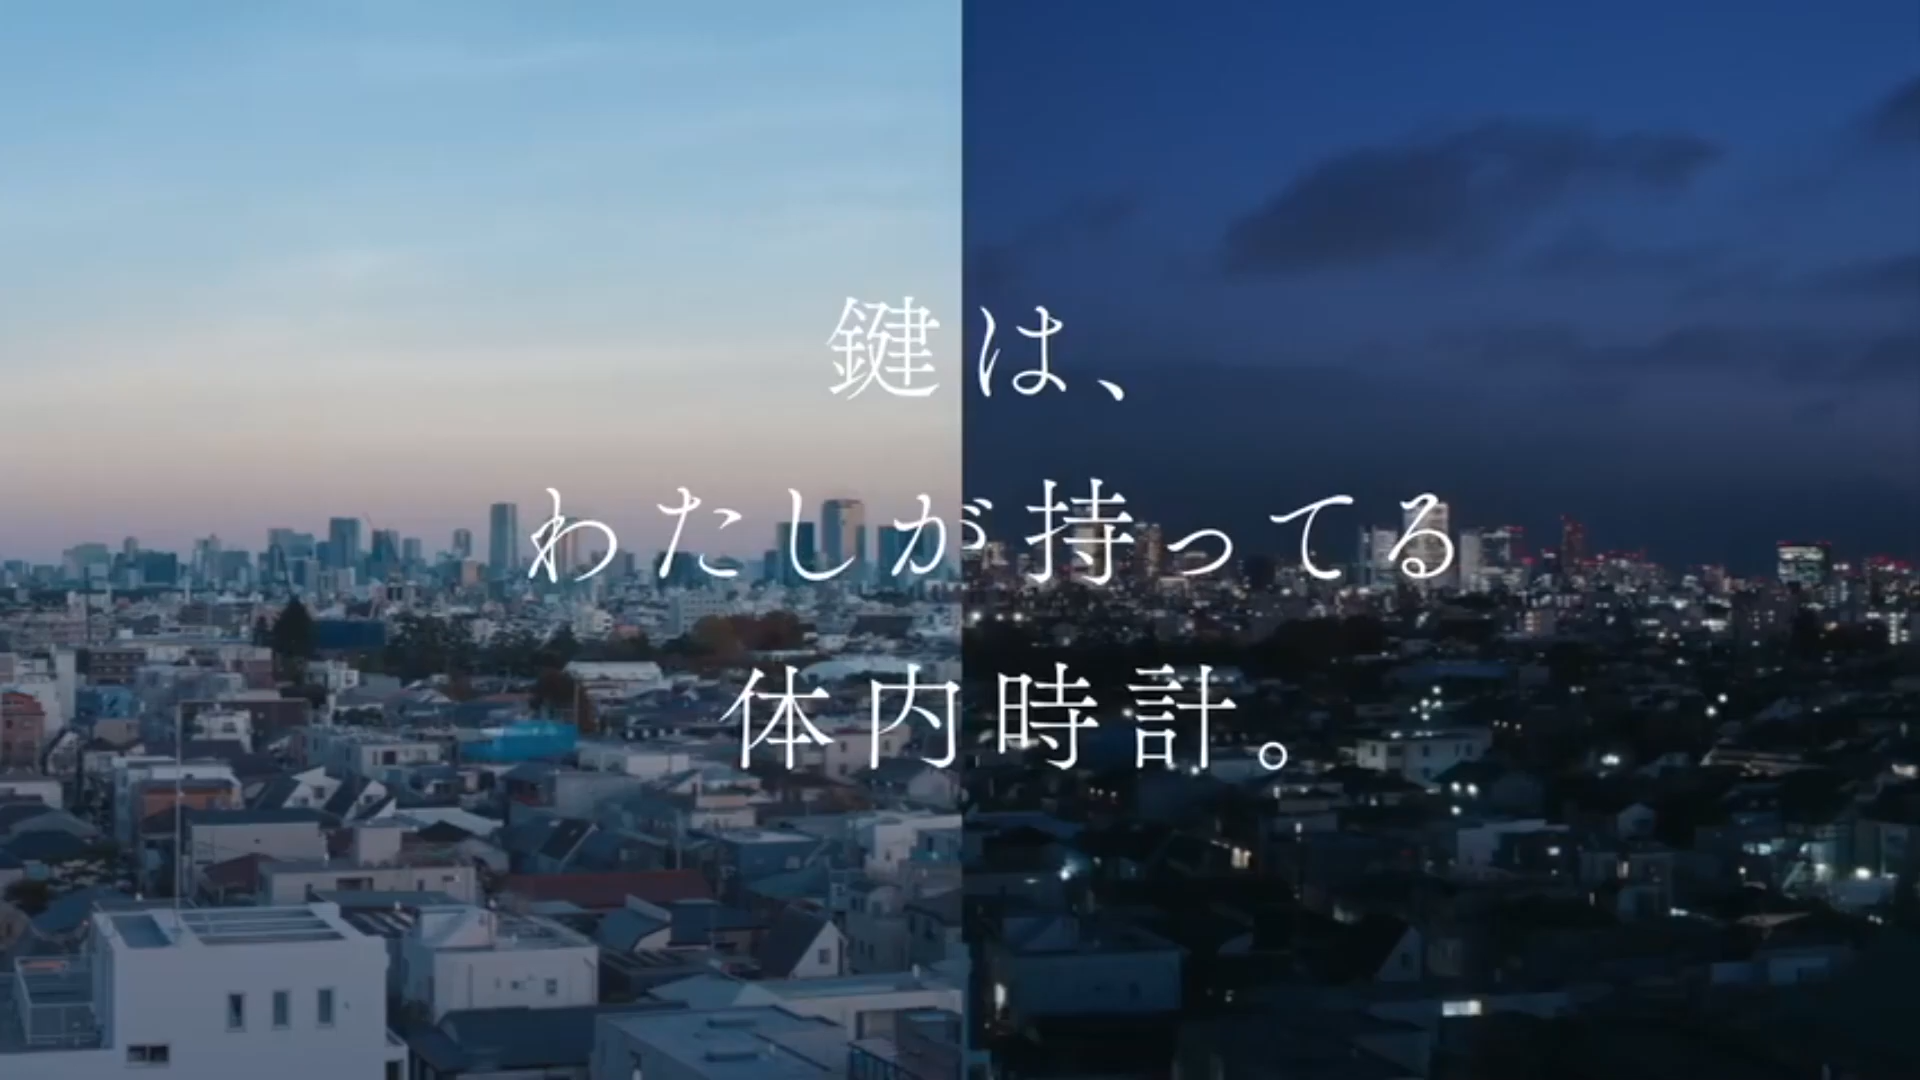 鍵は、
わたしが持ってる
体内時計。